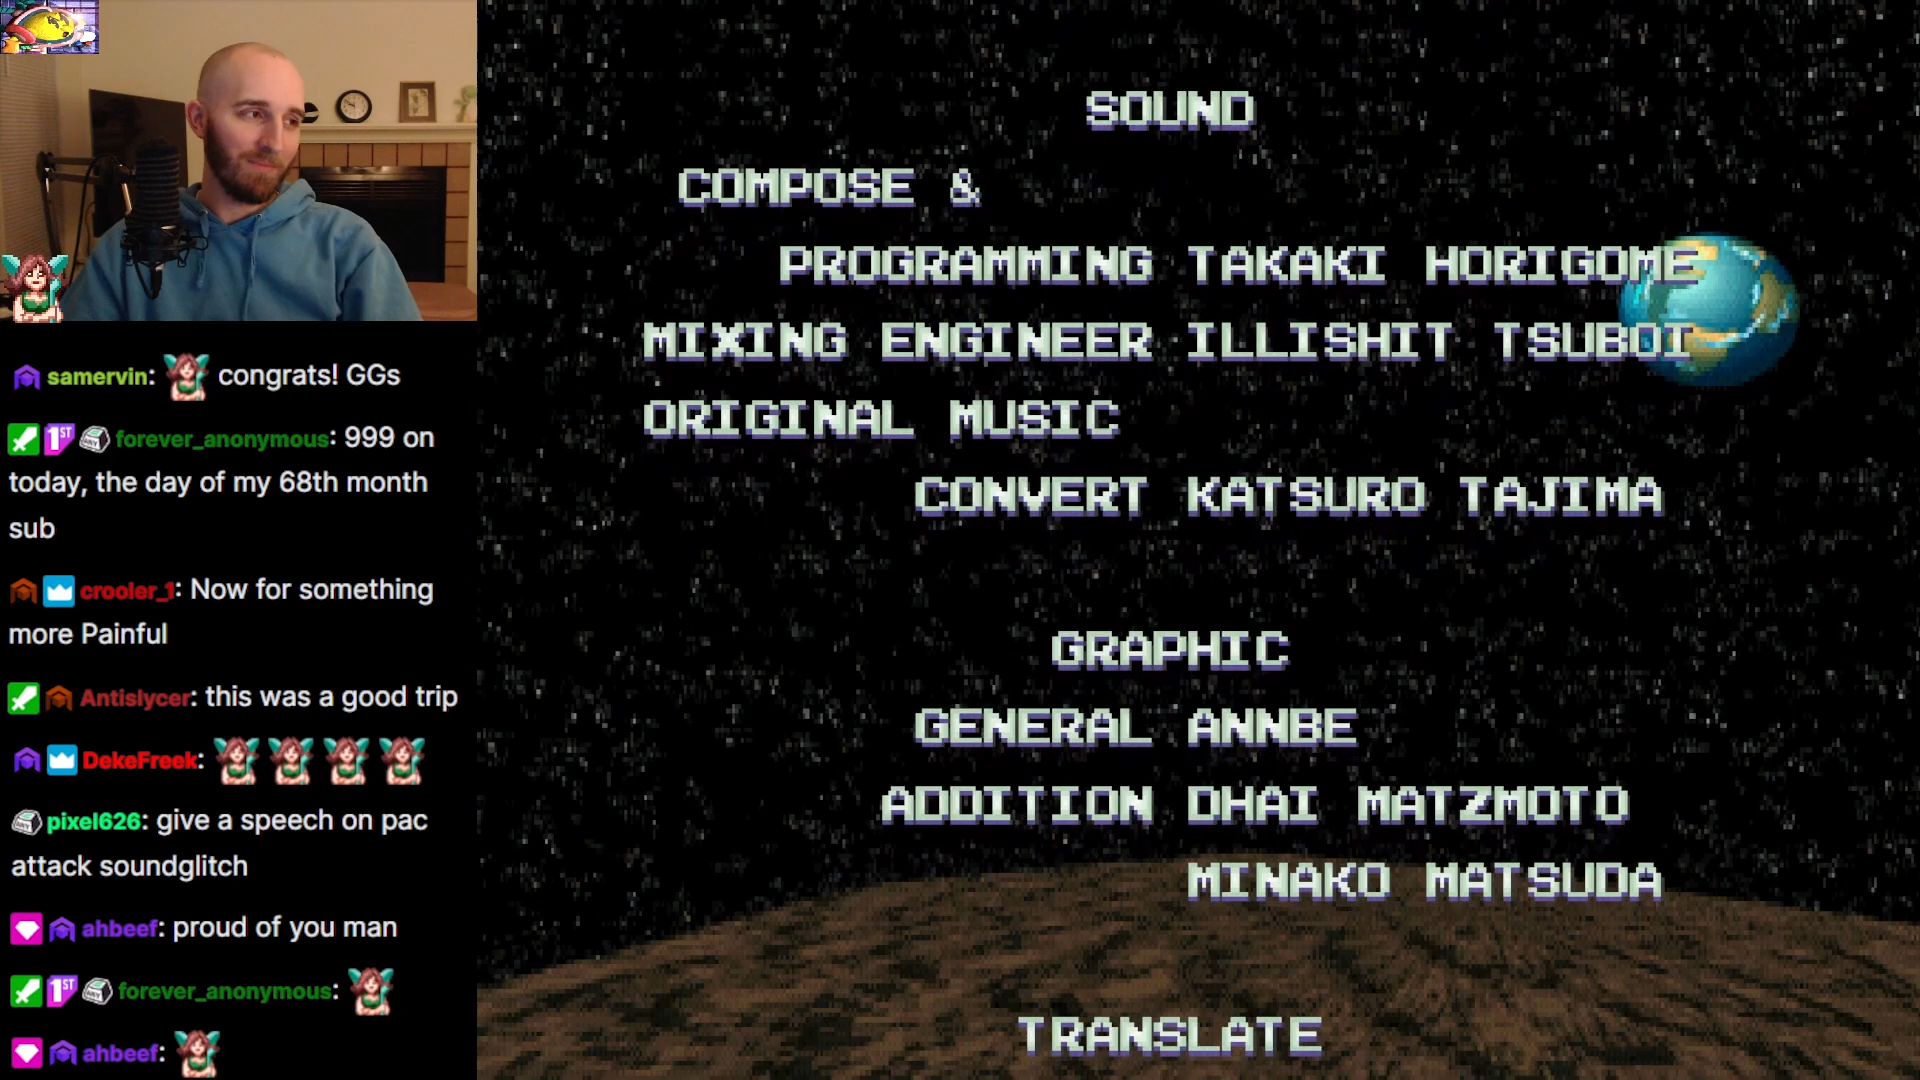 samervin: congrats! GGs
1ST forever_anonymous: 999 on
today, the day of my 68th month
sub
crooler_1: Now for something
more Painful
Antislycer: this was a good trip
DekeFreek:
pixel626: give a speech on pac
attack soundglitch
ahbeef: proud of you man
1ST forever_anonymous:
ahbeef:
SOUND
COMPOSE &
PROGRAMMING TAKAKI HORIGOME
MIXING ENGINEER ILLISHIT TSUBOI
ORIGINAL MUSIC
CONVERT KATSURO TAJIMA
GRAPHIC
GENERAL ANNBE
ADDITION DHAI MATZMOTO
MINAKO MATSUDA
TRANSLATE